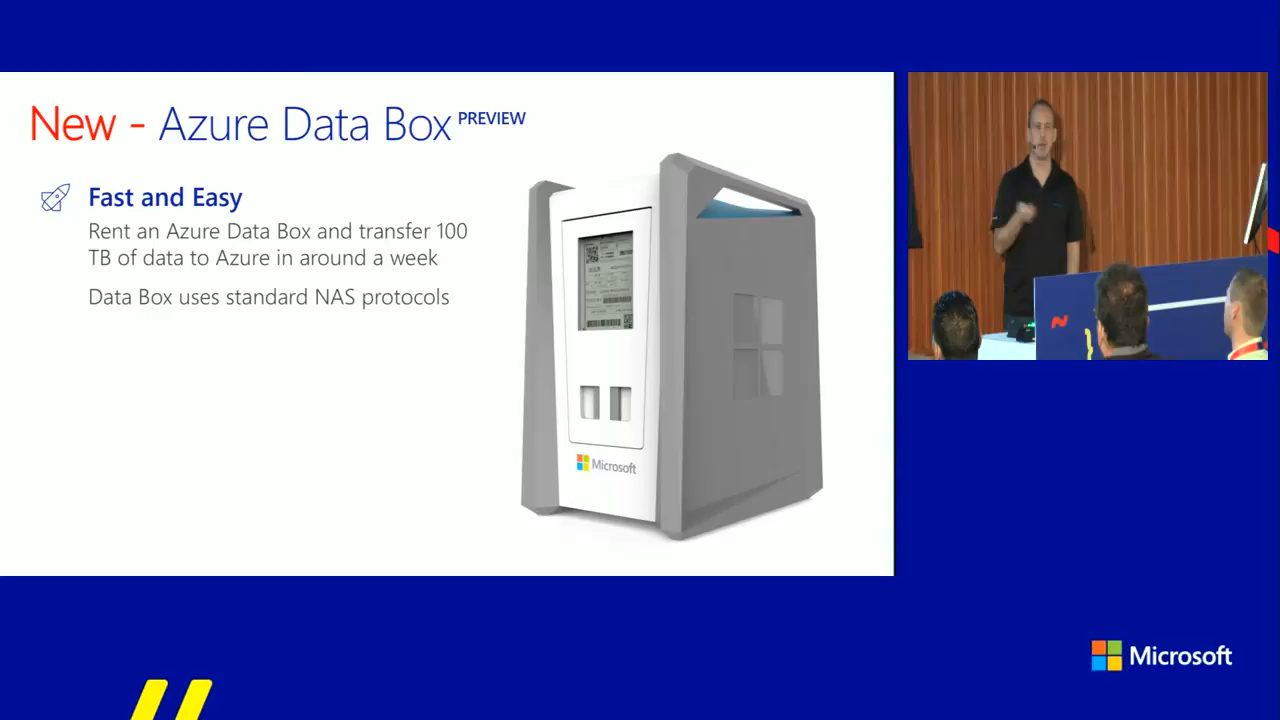 New - Azure Data Box PREVIEW
Fast and Easy
Rent an Azure Data Box and transfer 100
TB of data to Azure in around a week
Data Box uses standard NAS protocols
Microsoft
Microsoft